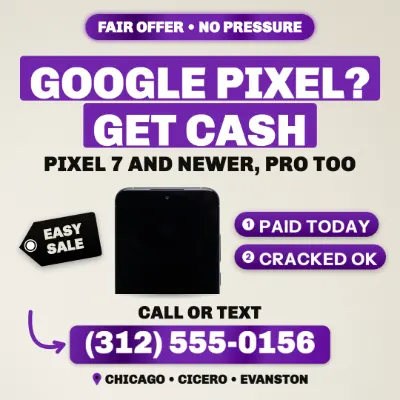 FAIR OFFER • NO PRESSURE
GOOGLE PIXEL?
GET CASH
PIXEL 7 AND NEWER, PRO TOO
EASY
SALE
1 PAID TODAY
2 CRACKED OK
CALL OR TEXT
(312) 555-0156
CHICAGO • CICERO • EVANSTON